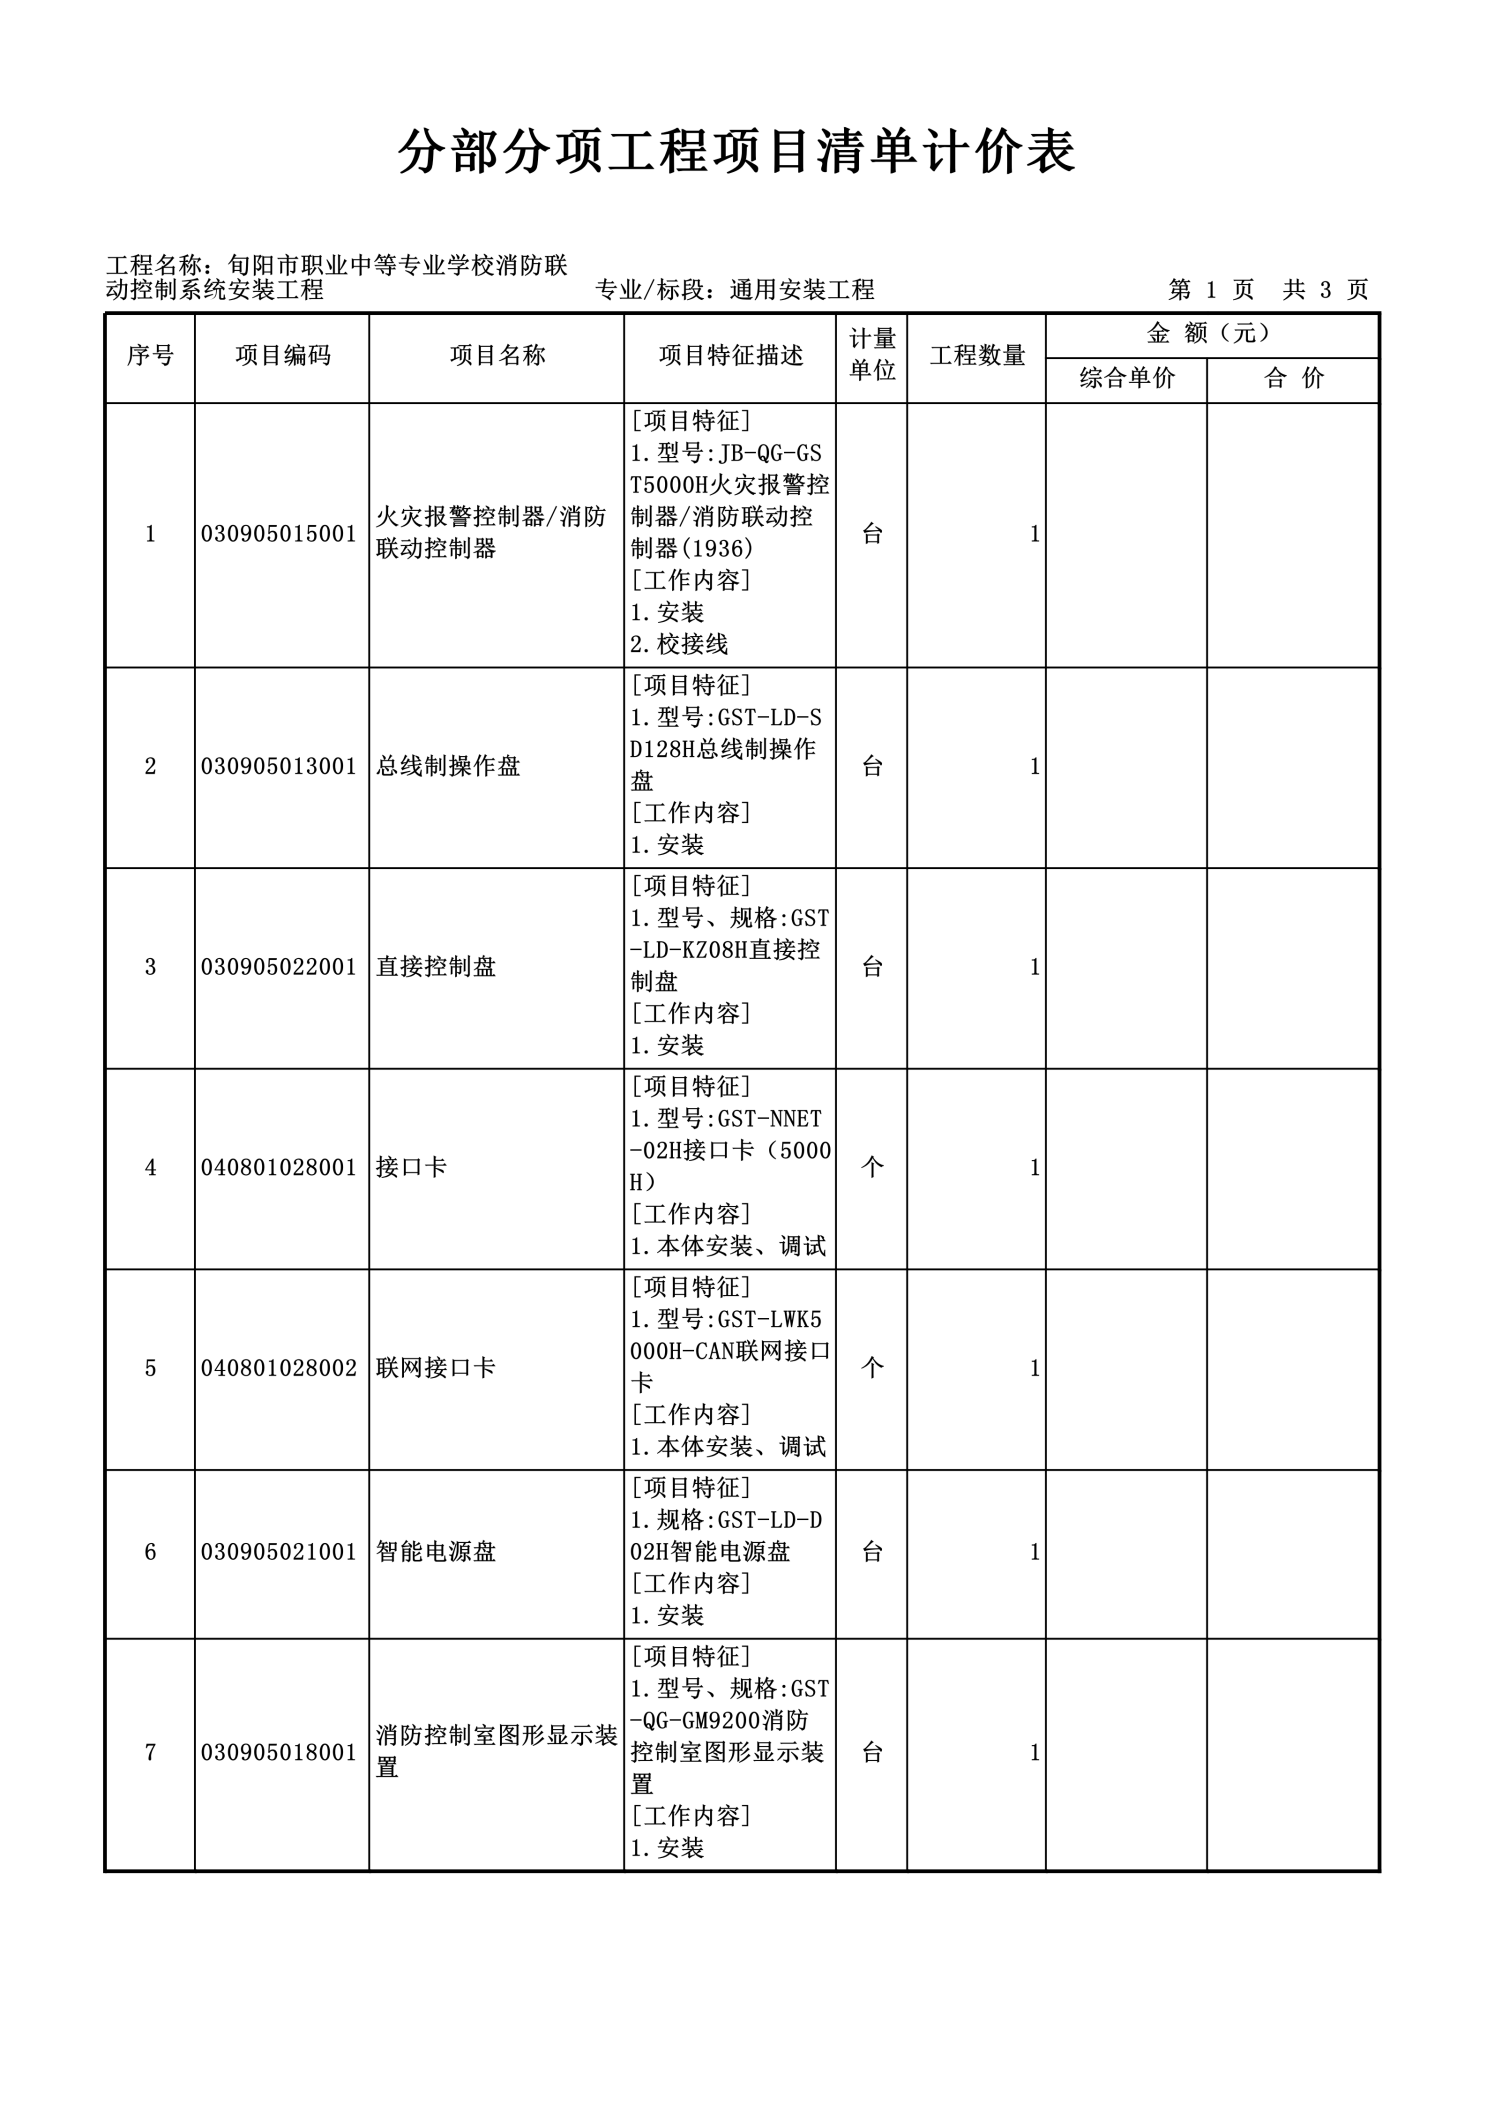 分部分项工程项目清单计价表
工程名称：旬阳市职业中等专业学校消防联
动控制系统安装工程
专业/标段：通用安装工程
第 1 页 共 3 页
序号
项目编码
项目名称
项目特征描述
计量
单位
工程数量
金 额（元）
综合单价
合 价
1
030905015001
火灾报警控制器/消防
联动控制器
[项目特征]
1.型号:JB-QG-GS
T5000H火灾报警控
制器/消防联动控
制器(1936)
[工作内容]
1.安装
2.校接线
台
1
2
030905013001
总线制操作盘
[项目特征]
1.型号:GST-LD-S
D128H总线制操作
盘
[工作内容]
1.安装
台
1
3
030905022001
直接控制盘
[项目特征]
1.型号、规格:GST
-LD-KZ08H直接控
制盘
[工作内容]
1.安装
台
1
4
040801028001
接口卡
[项目特征]
1.型号:GST-NNET
-02H接口卡（5000
H）
[工作内容]
1.本体安装、调试
个
1
5
040801028002
联网接口卡
[项目特征]
1.型号:GST-LWK5
000H-CAN联网接口
卡
[工作内容]
1.本体安装、调试
个
1
6
030905021001
智能电源盘
[项目特征]
1.规格:GST-LD-D
02H智能电源盘
[工作内容]
1.安装
台
1
7
030905018001
消防控制室图形显示装
置
[项目特征]
1.型号、规格:GST
-QG-GM9200消防
控制室图形显示装
置
[工作内容]
1.安装
台
1